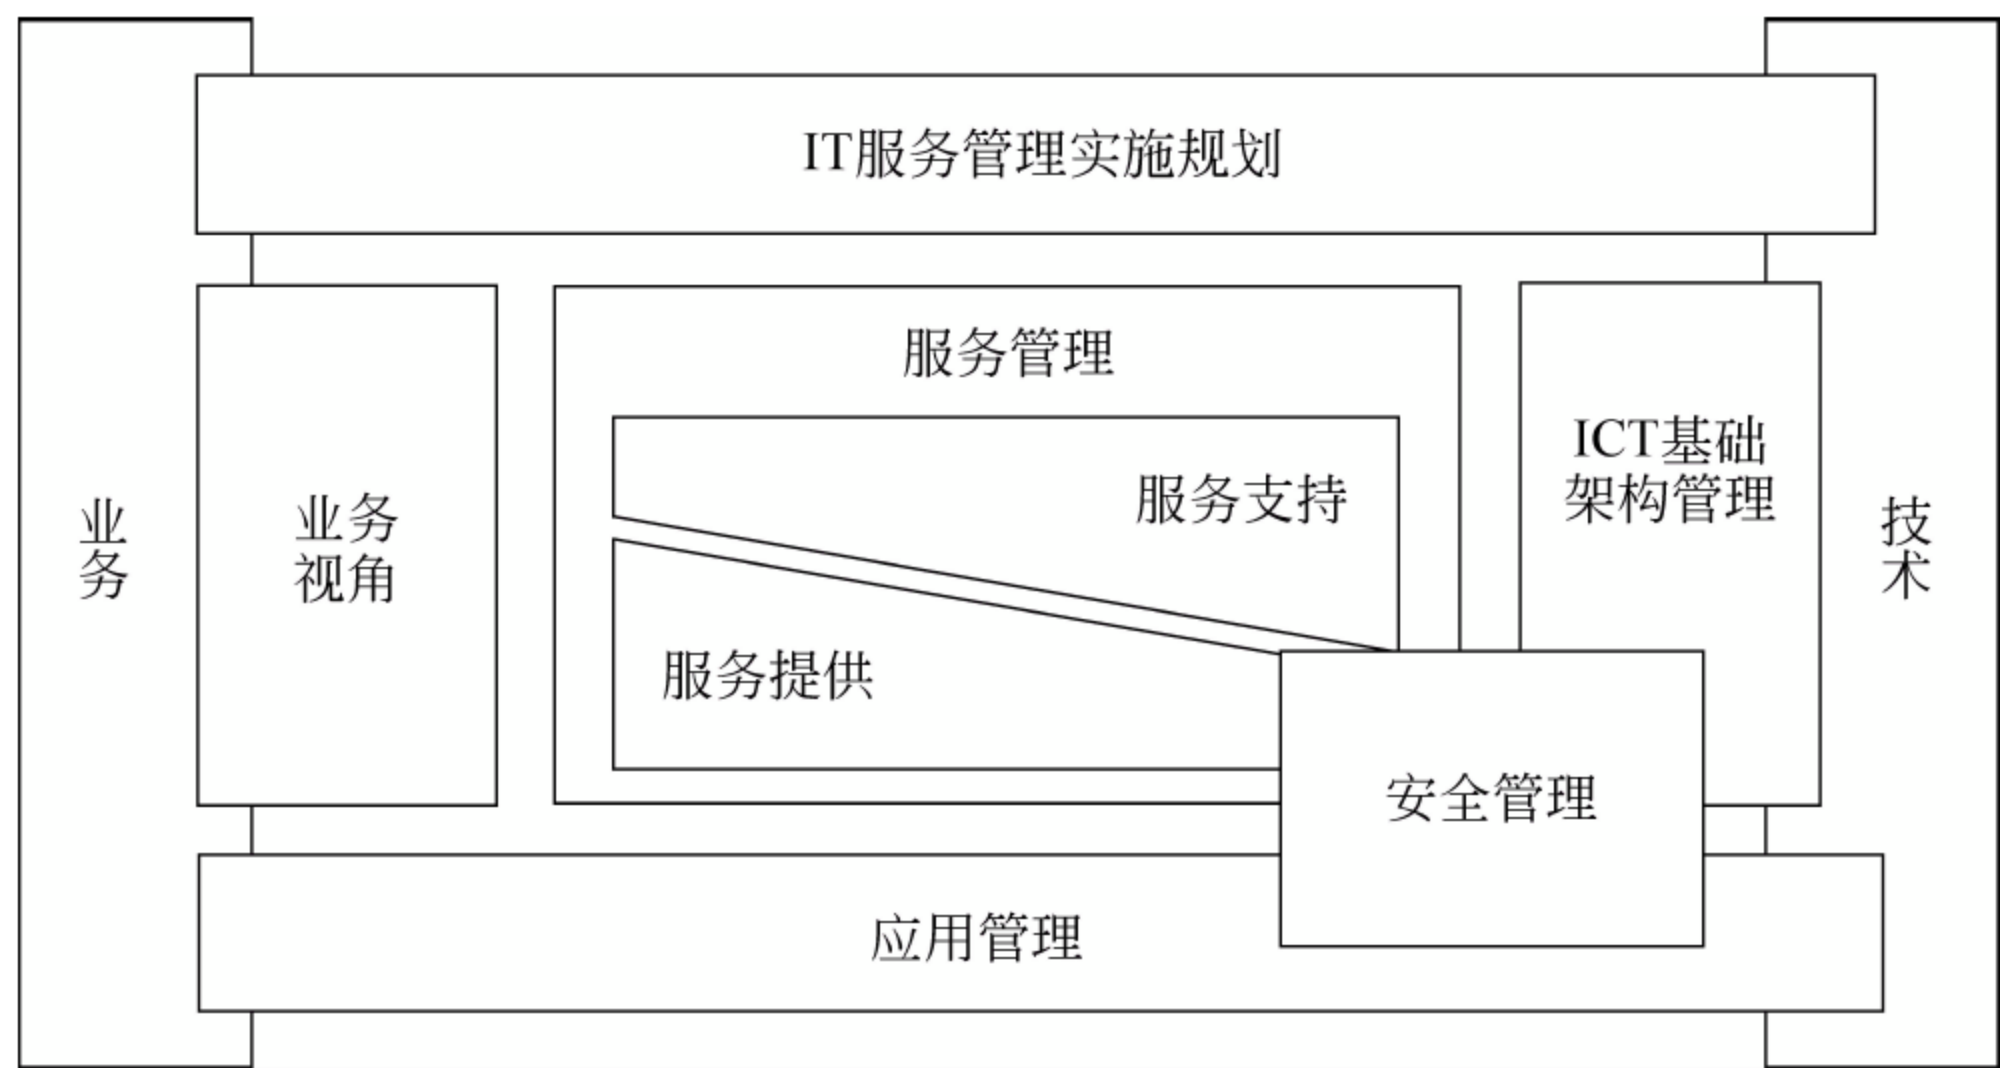 IT服务管理实施规划
服务管理
业务
业务
视角
服务支持
服务提供
ICT基础
架构管理
技术
安全管理
应用管理